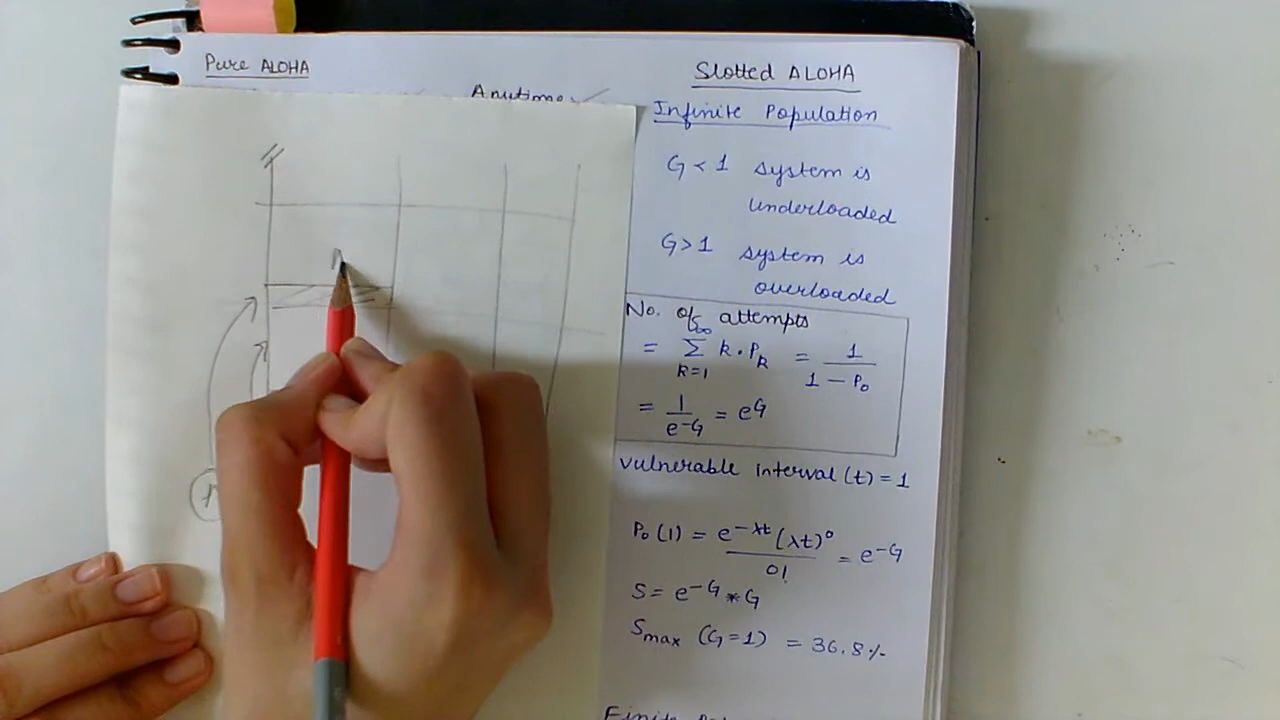 Pure ALOHA
Anytime
Slotted ALOHA
Infinite Population
G < 1 system is
underloaded
G > 1 system is
overloaded
No. of attempts
= ∞ Σ k=1 k·Pk = 1 / 1 - P₀
= 1 / e^-G = e^G
vulnerable interval (t) = 1
P₀(1) = e^-λt (λt)^0 / 0! = e^-G
S = e^-G * G
Smax (G=1) = 36.8%